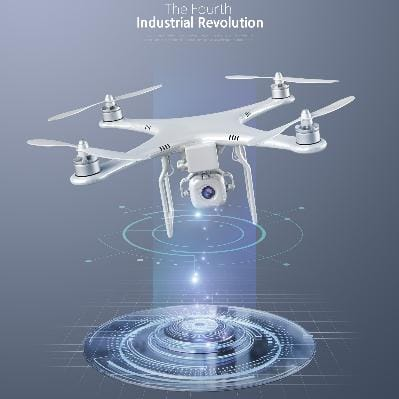 The Fourth
Industrial Revolution